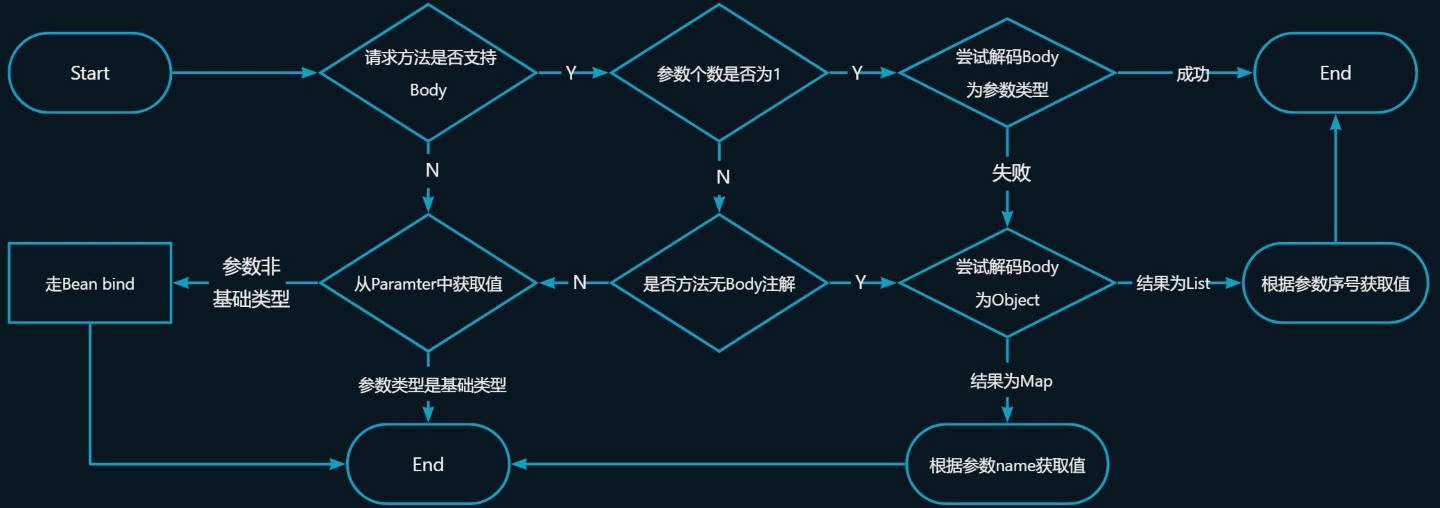 Start
请求方法是否支持
Body
Y
参数个数是否为1
Y
尝试解码Body
为参数类型
成功
End
N
N
失败
走Bean bind
参数非
基础类型
从Paramter中获取值
N
是否方法无Body注解
Y
尝试解码Body
为Object
结果为List
根据参数序号获取值
参数类型是基础类型
结果为Map
End
根据参数name获取值